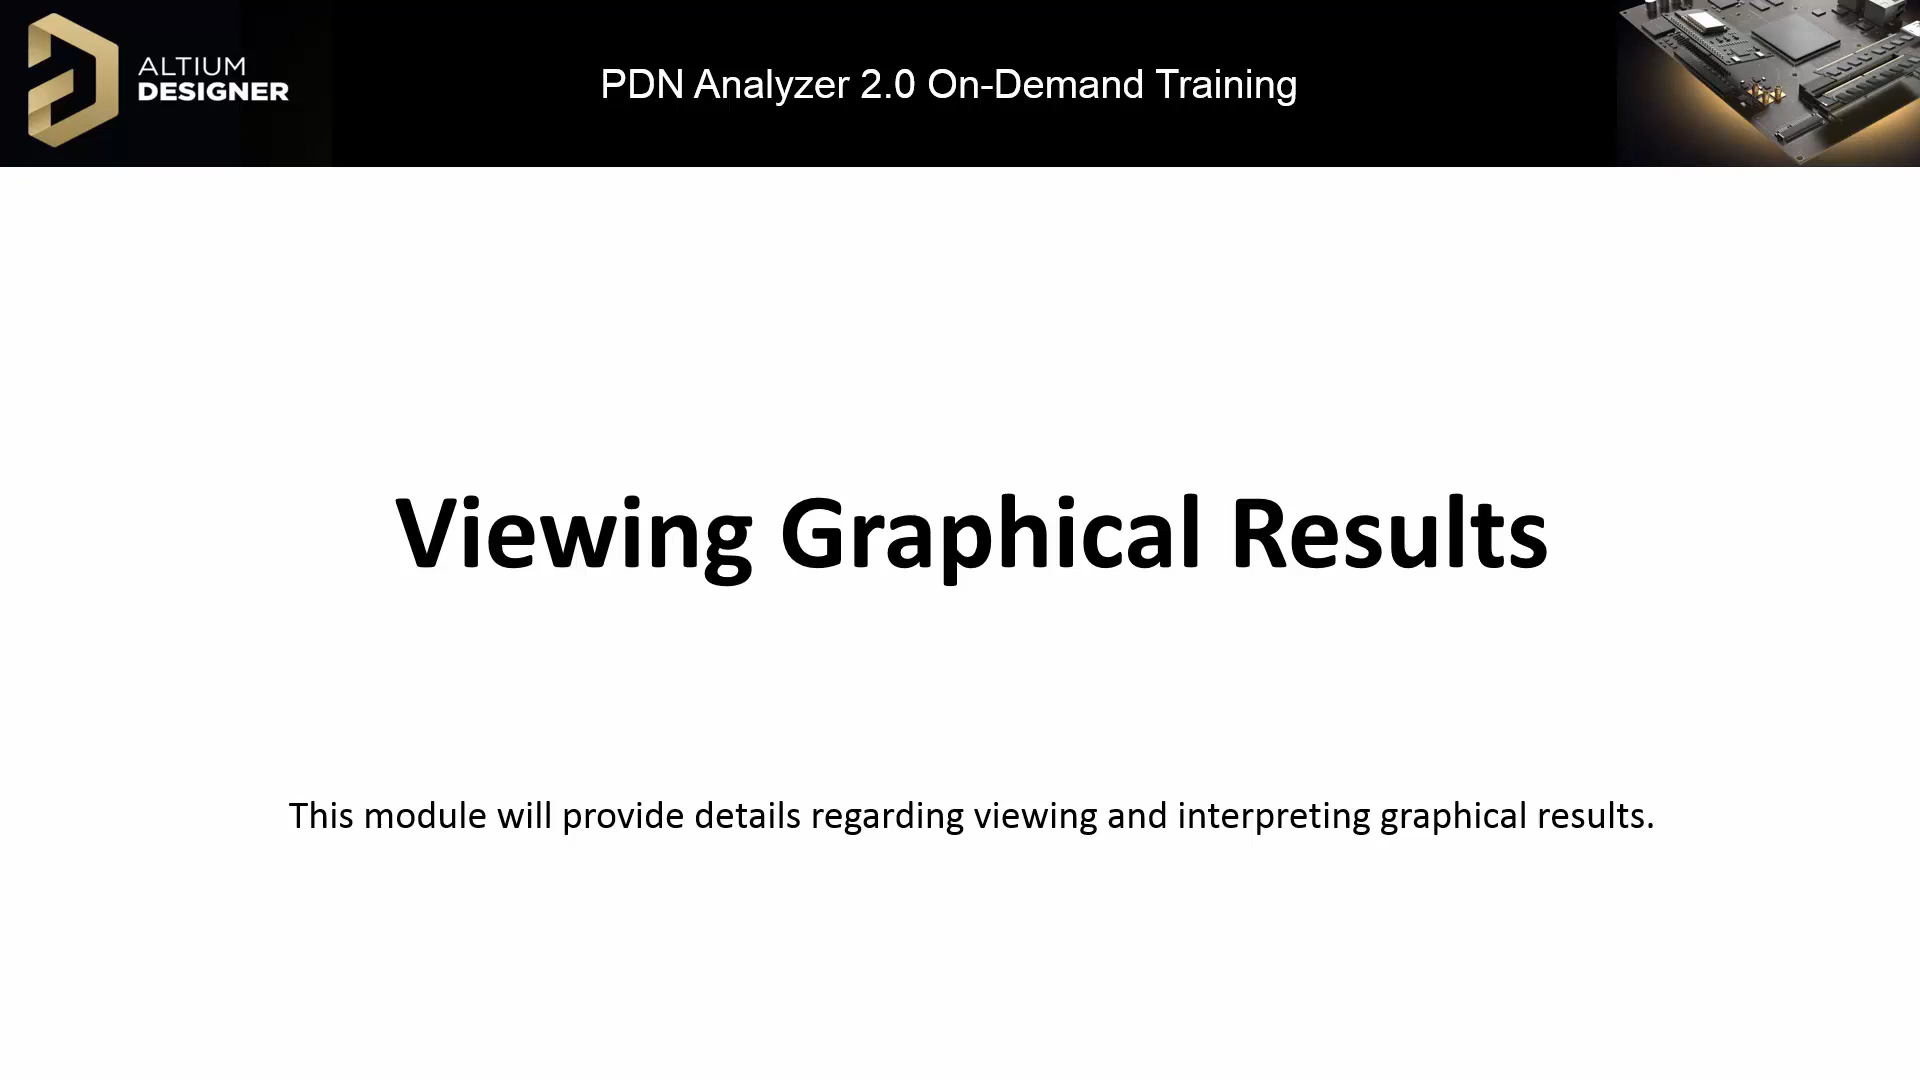 ALTIUM
DESIGNER
PDN Analyzer 2.0 On-Demand Training
Viewing Graphical Results
This module will provide details regarding viewing and interpreting graphical results.